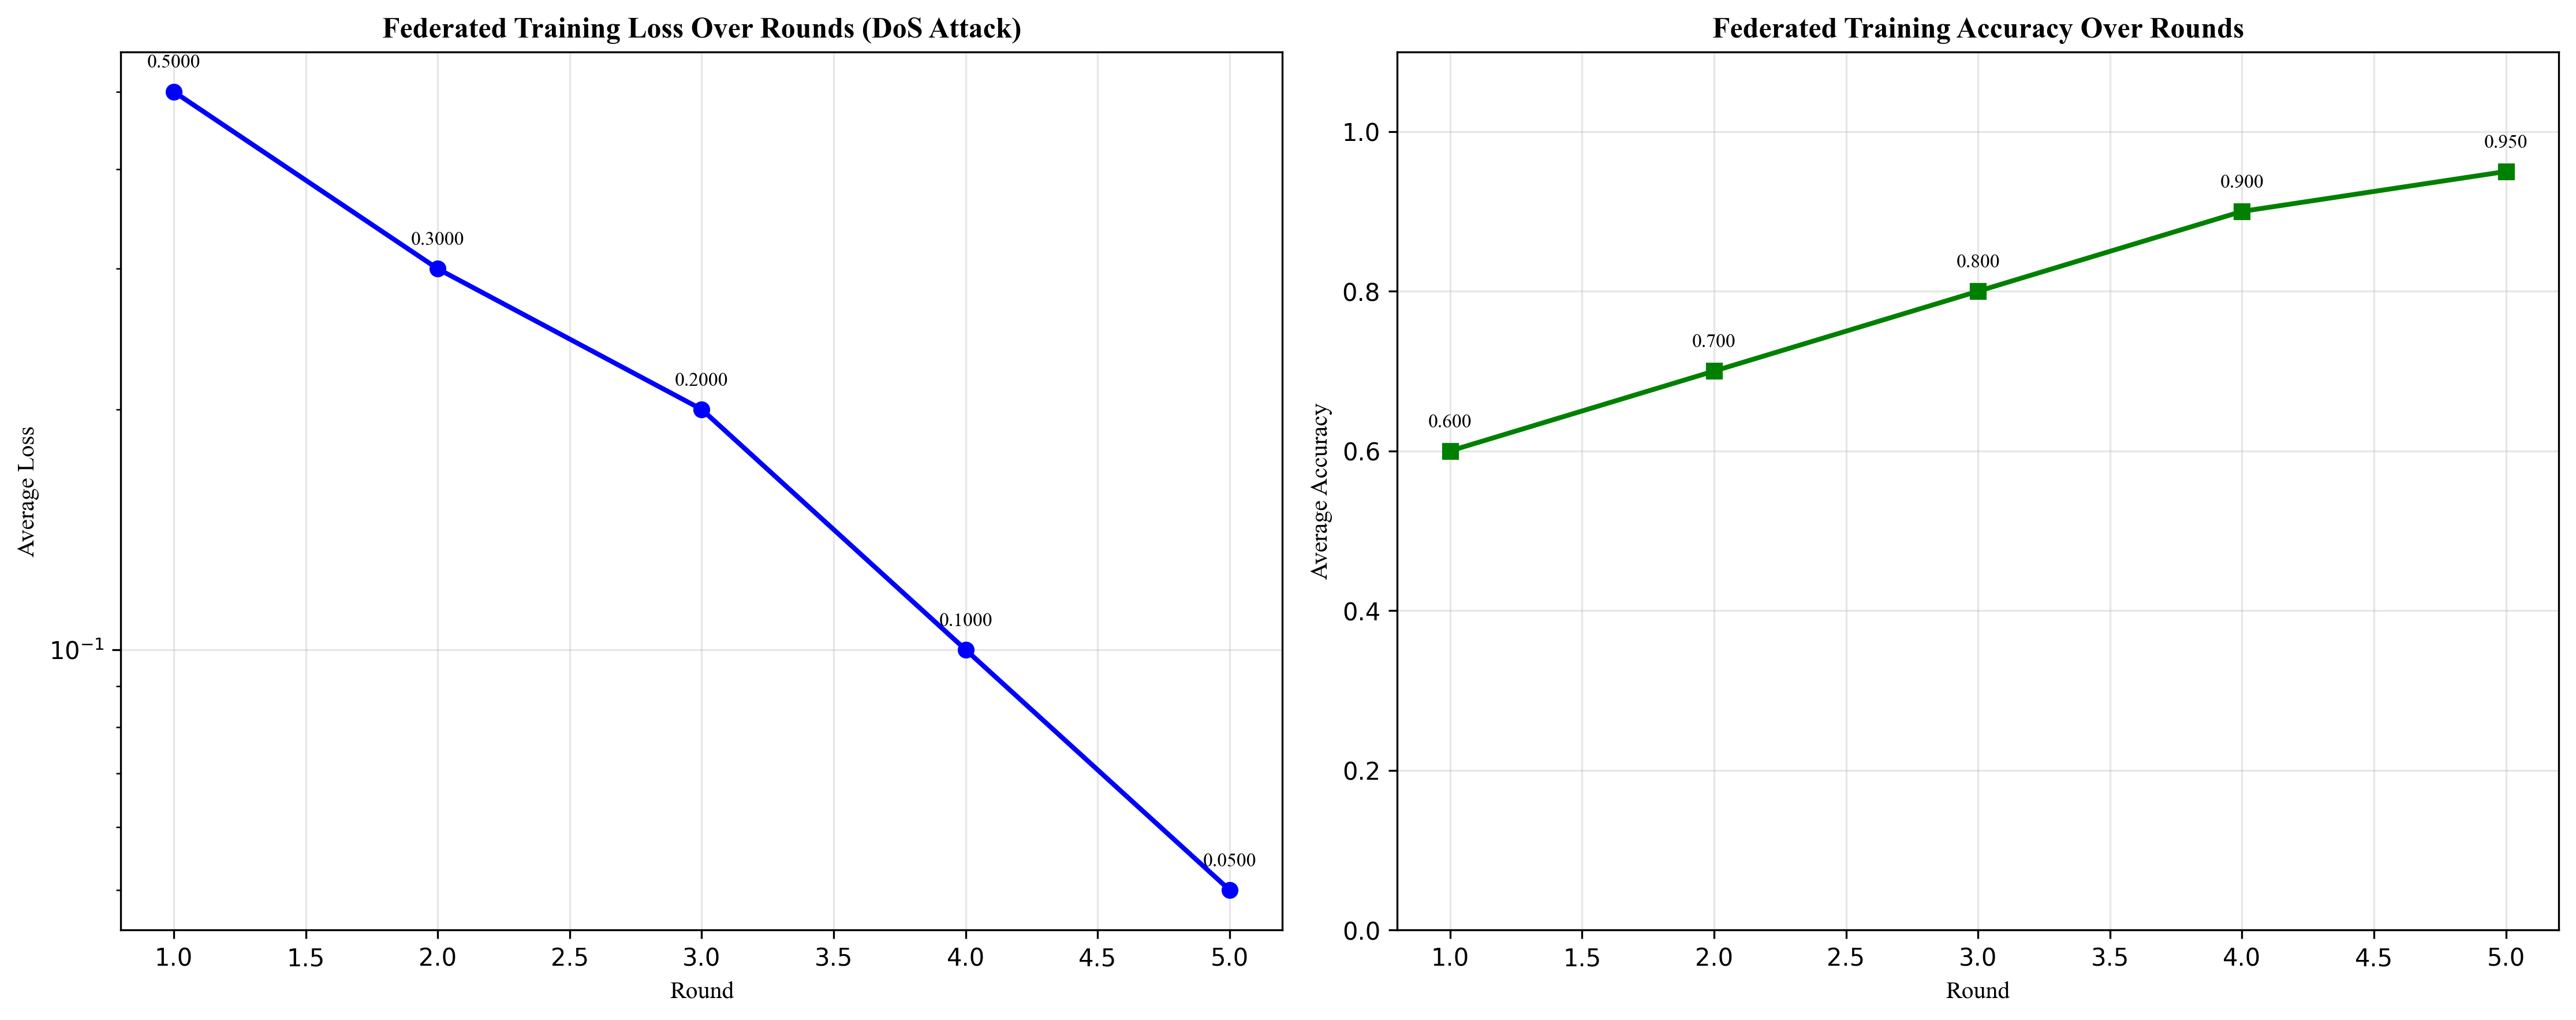 Federated Training Loss Over Rounds (DoS Attack)
0.5000
0.3000
0.2000
0.1000
0.0500
Average Loss
10⁻¹
1.0 1.5 2.0 2.5 3.0 3.5 4.0 4.5 5.0
Round
Federated Training Accuracy Over Rounds
1.0
0.8
0.6
0.4
0.2
0.0
Average Accuracy
0.600
0.700
0.800
0.900
0.950
1.0 1.5 2.0 2.5 3.0 3.5 4.0 4.5 5.0
Round